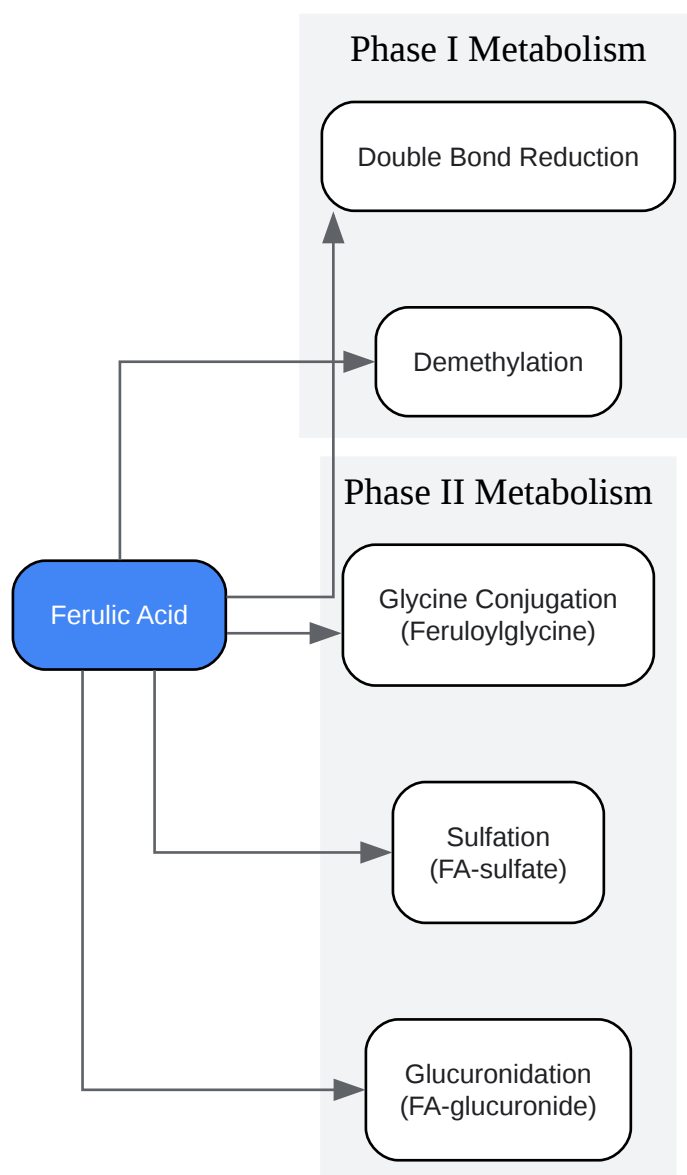 Phase I Metabolism
Double Bond Reduction
Demethylation
Phase II Metabolism
Ferulic Acid
Glycine Conjugation
(Feruloylglycine)
Sulfation
(FA-sulfate)
Glucuronidation
(FA-glucuronide)